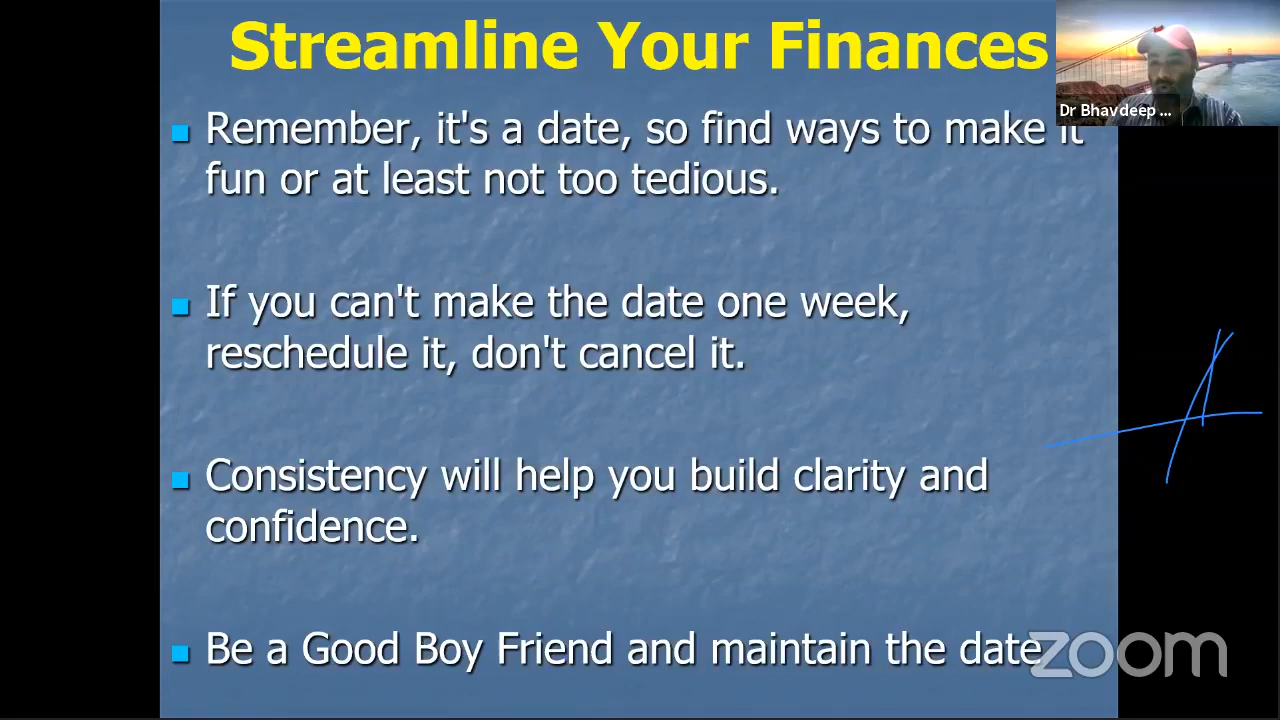 Streamline Your Finances
Dr Bhavdeep ...
Remember, it's a date, so find ways to make it
fun or at least not too tedious.
If you can't make the date one week,
reschedule it, don't cancel it.
Consistency will help you build clarity and
confidence.
Be a Good Boy Friend and maintain the date
zoom